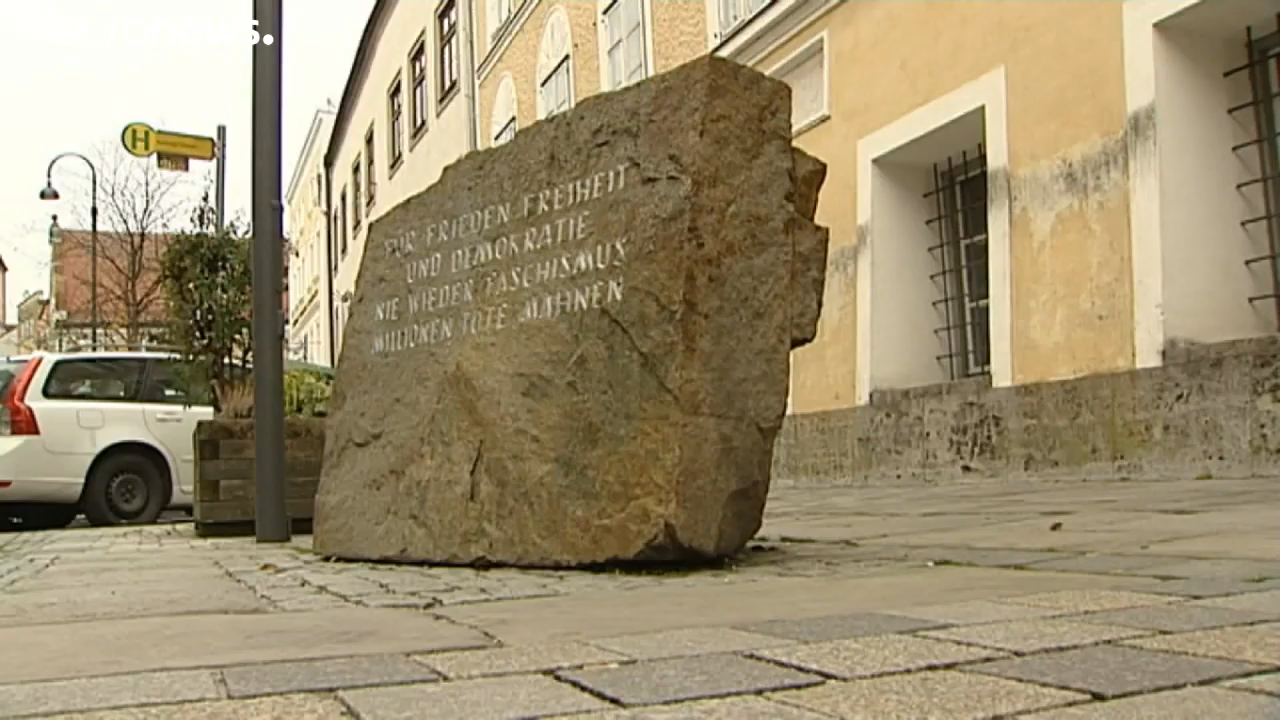 H
FÜR FRIEDEN FREIHEIT
UND DEMOKRATIE
NIE WIEDER FASCHISMUS
MILLIONEN TOTE MAHNEN